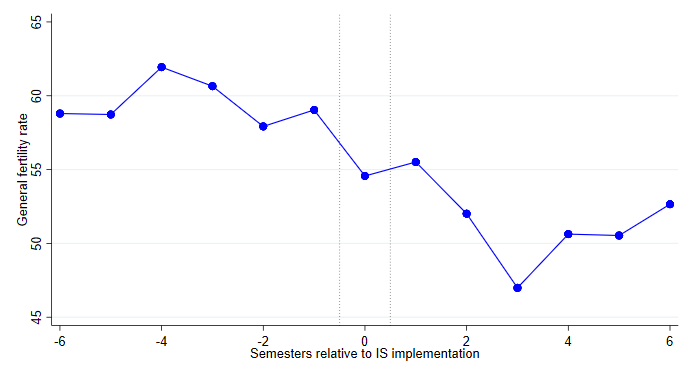 General fertility rate
65
60
55
50
45
-6 -4 -2 0 2 4 6
Semesters relative to IS implementation